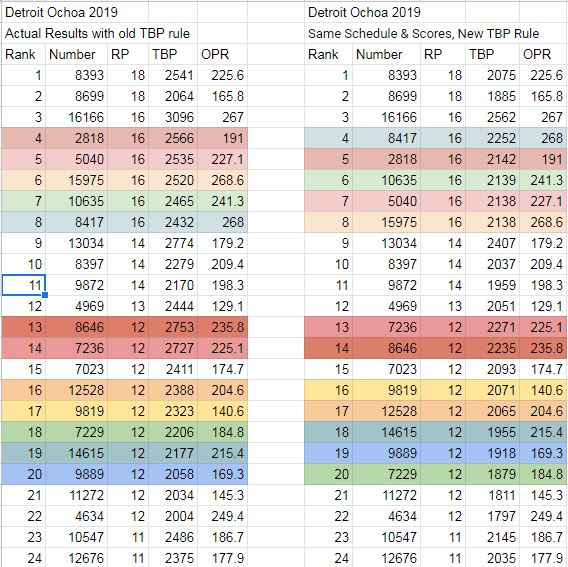 Detroit Ochoa 2019 Detroit Ochoa 2019
Actual Results with old TBP rule Same Schedule & Scores, New TBP Rule
Rank Number RP TBP OPR Rank Number RP TBP OPR
1 8393 18 2541 225.6 1 8393 18 2075 225.6
2 8699 18 2064 165.8 2 8699 18 1885 165.8
3 16166 16 3096 267 3 16166 16 2562 267
4 2818 16 2566 191 4 8417 16 2252 268
5 5040 16 2535 227.1 5 2818 16 2142 191
6 15975 16 2520 268.6 6 10635 16 2139 241.3
7 10635 16 2465 241.3 7 5040 16 2138 227.1
8 8417 16 2432 268 8 15975 16 2138 268.6
9 13034 14 2774 179.2 9 13034 14 2407 179.2
10 8397 14 2279 209.4 10 8397 14 2037 209.4
11 9872 14 2170 198.3 11 9872 14 1959 198.3
12 4969 13 2444 129.1 12 4969 13 2051 129.1
13 8646 12 2753 235.8 13 7236 12 2271 225.1
14 7236 12 2727 225.1 14 8646 12 2235 235.8
15 7023 12 2411 174.7 15 7023 12 2093 174.7
16 12528 12 2388 204.6 16 9819 12 2071 140.6
17 9819 12 2323 140.6 17 12528 12 2065 204.6
18 7229 12 2206 184.8 18 14615 12 1955 215.4
19 14615 12 2177 215.4 19 9889 12 1918 169.3
20 9889 12 2058 169.3 20 7229 12 1879 184.8
21 11272 12 2034 145.3 21 11272 12 1811 145.3
22 4634 12 2004 249.4 22 4634 12 1797 249.4
23 10547 11 2486 186.7 23 10547 11 2145 186.7
24 12676 11 2375 177.9 24 12676 11 2035 177.9